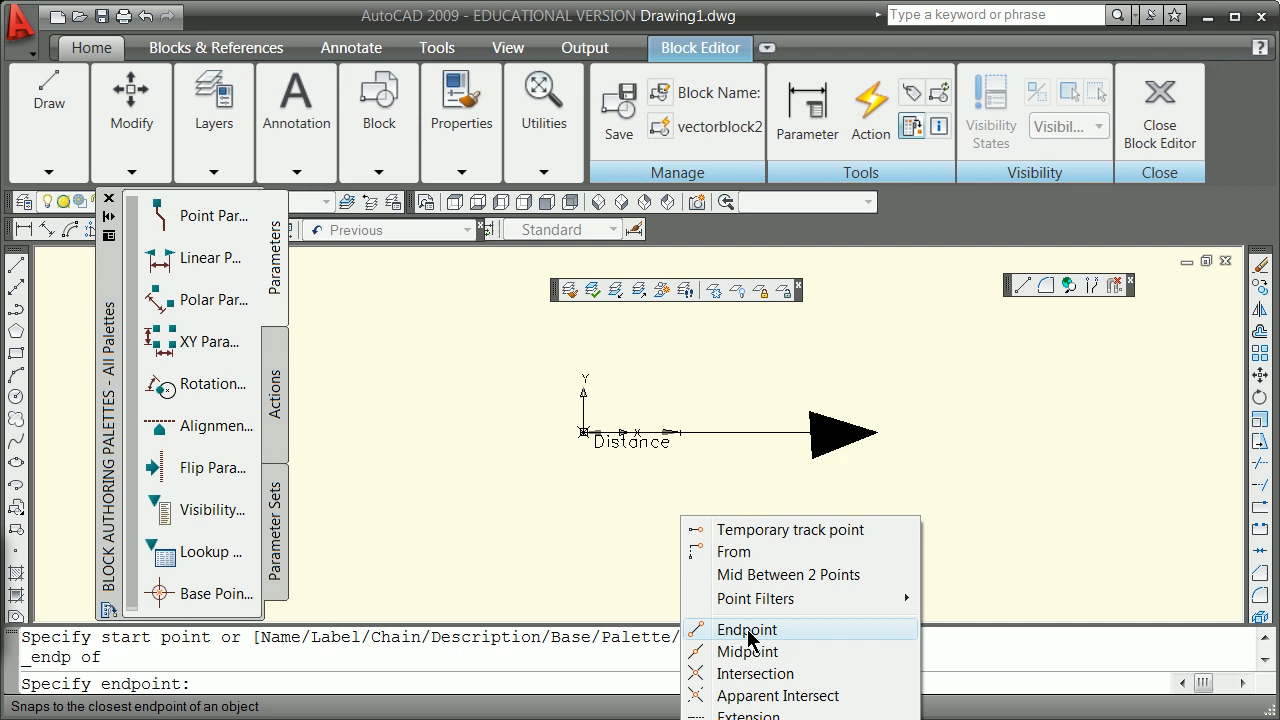 AutoCAD 2009 - EDUCATIONAL VERSION Drawing1.dwg
Type a keyword or phrase
Home
Blocks & References
Annotate
Tools
View
Output
Block Editor
Draw
Modify
Layers
Annotation
Block
Properties
Utilities
Save
Block Name:
vectorblock2
Parameter
Action
Visibility
States
Visibil...
Close
Block Editor
Manage
Tools
Visibility
Close
Previous
Standard
BLOCK AUTHORING PALETTES - All Palettes
Point Par...
Linear P...
Polar Par...
XY Para...
Rotation...
Alignmen...
Flip Para...
Visibility...
Lookup ...
Base Poin...
Parameters
Actions
Parameter Sets
Y
X
Distance
Temporary track point
From
Mid Between 2 Points
Point Filters
Endpoint
Midpoint
Intersection
Apparent Intersect
Extension
Specify start point or [Name/Label/Chain/Description/Base/Palette/
_endp of
Specify endpoint:
Snaps to the closest endpoint of an object